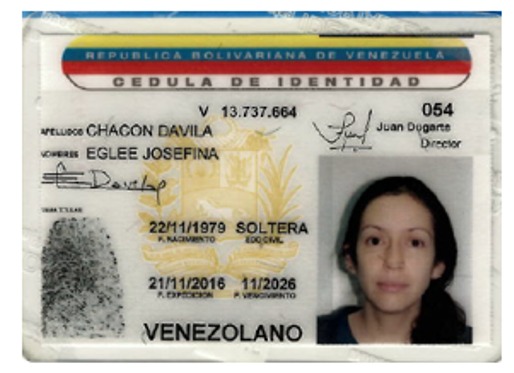 REPUBLICA BOLIVARIANA DE VENEZUELA
CEDULA DE IDENTIDAD
V 13.737.664
054
APELLIDOS CHACON DAVILA
Juan Dugarte
Director
NOMBRES EGLEE JOSEFINA
22/11/1979 SOLTERA
F. NACIMIENTO EDO CIVIL
21/11/2016 11/2026
F. EXPEDICION F. VENCIMIENTO
VENEZOLANO